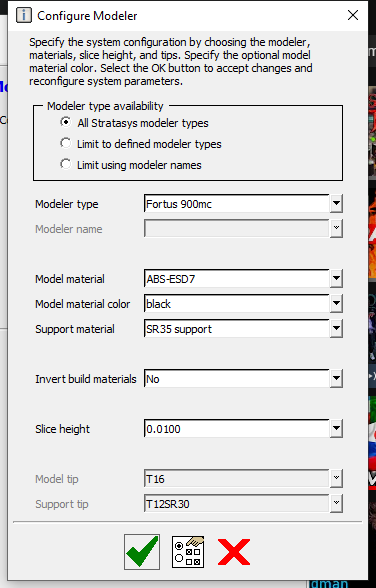 Configure Modeler
Specify the system configuration by choosing the modeler,
materials, slice height, and tips. Specify the optional model
material color. Select the OK button to accept changes and
reconfigure system parameters.
Modeler type availability
All Stratasys modeler types
Limit to defined modeler types
Limit using modeler names
Modeler type Fortus 900mc
Modeler name
Model material ABS-ESD7
Model material color black
Support material SR35 support
Invert build materials No
Slice height 0.0100
Model tip T16
Support tip T12SR30
dman